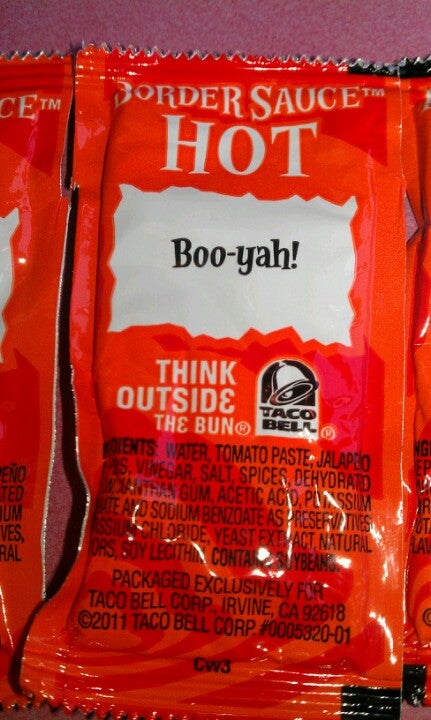 BORDER SAUCE™
HOT
Boo-yah!
THINK
OUTSIDE
THE BUN®
TACO
BELL ®
WATER, TOMATO PASTE, JALAPEÑO
VINEGAR, SALT, SPICES, DEHYDRATED
XANTHAN GUM, ACETIC ACID, POTASSIUM
AND SODIUM BENZOATE AS PRESERVATIVES
CHLORIDE, YEAST EXTRACT, NATURAL
SOY LECITHIN. CONTAINS SOYBEANS
PACKAGED EXCLUSIVELY FOR
TACO BELL CORP. IRVINE, CA 92618
©2011 TACO BELL CORP. #0005320-01
CW3